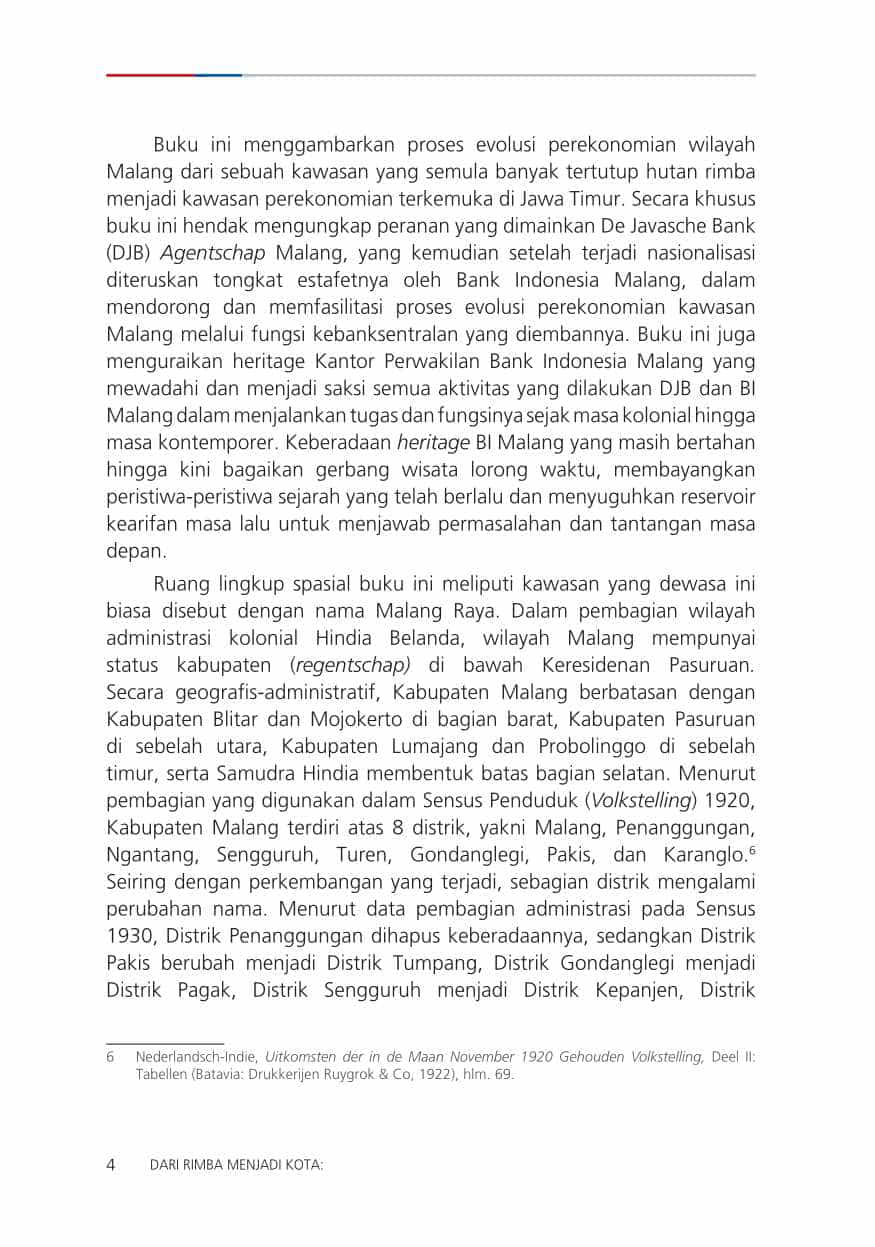 Buku ini menggambarkan proses evolusi perekonomian wilayah
Malang dari sebuah kawasan yang semula banyak tertutup hutan rimba
menjadi kawasan perekonomian terkemuka di Jawa Timur. Secara khusus
buku ini hendak mengungkap peranan yang dimainkan De Javasche Bank
(DJB) Agentschap Malang, yang kemudian setelah terjadi nasionalisasi
diteruskan tongkat estafetnya oleh Bank Indonesia Malang, dalam
mendorong dan memfasilitasi proses evolusi perekonomian kawasan
Malang melalui fungsi kebanksentralan yang diembannya. Buku ini juga
menguraikan heritage Kantor Perwakilan Bank Indonesia Malang yang
mewadahi dan menjadi saksi semua aktivitas yang dilakukan DJB dan BI
Malang dalam menjalankan tugas dan fungsinya sejak masa kolonial hingga
masa kontemporer. Keberadaan heritage BI Malang yang masih bertahan
hingga kini bagaikan gerbang wisata lorong waktu, membayangkan
peristiwa-peristiwa sejarah yang telah berlalu dan menyuguhkan reservoir
kearifan masa lalu untuk menjawab permasalahan dan tantangan masa
depan.
Ruang lingkup spasial buku ini meliputi kawasan yang dewasa ini
biasa disebut dengan nama Malang Raya. Dalam pembagian wilayah
administrasi kolonial Hindia Belanda, wilayah Malang mempunyai
status kabupaten (regentschap) di bawah Keresidenan Pasuruan.
Secara geografis-administratif, Kabupaten Malang berbatasan dengan
Kabupaten Blitar dan Mojokerto di bagian barat, Kabupaten Pasuruan
di sebelah utara, Kabupaten Lumajang dan Probolinggo di sebelah
timur, serta Samudra Hindia membentuk batas bagian selatan. Menurut
pembagian yang digunakan dalam Sensus Penduduk (Volkstelling) 1920,
Kabupaten Malang terdiri atas 8 distrik, yakni Malang, Penanggungan,
Ngantang, Sengguruh, Turen, Gondanglegi, Pakis, dan Karanglo.6
Seiring dengan perkembangan yang terjadi, sebagian distrik mengalami
perubahan nama. Menurut data pembagian administrasi pada Sensus
1930, Distrik Penanggungan dihapus keberadaannya, sedangkan Distrik
Pakis berubah menjadi Distrik Tumpang, Distrik Gondanglegi menjadi
Distrik Pagak, Distrik Sengguruh menjadi Distrik Kepanjen, Distrik
6 Nederlandsch-Indie, Uitkomsten der in de Maan November 1920 Gehouden Volkstelling, Deel II:
Tabellen (Batavia: Drukkerijen Ruygrok & Co, 1922), hlm. 69.
4 DARI RIMBA MENJADI KOTA: